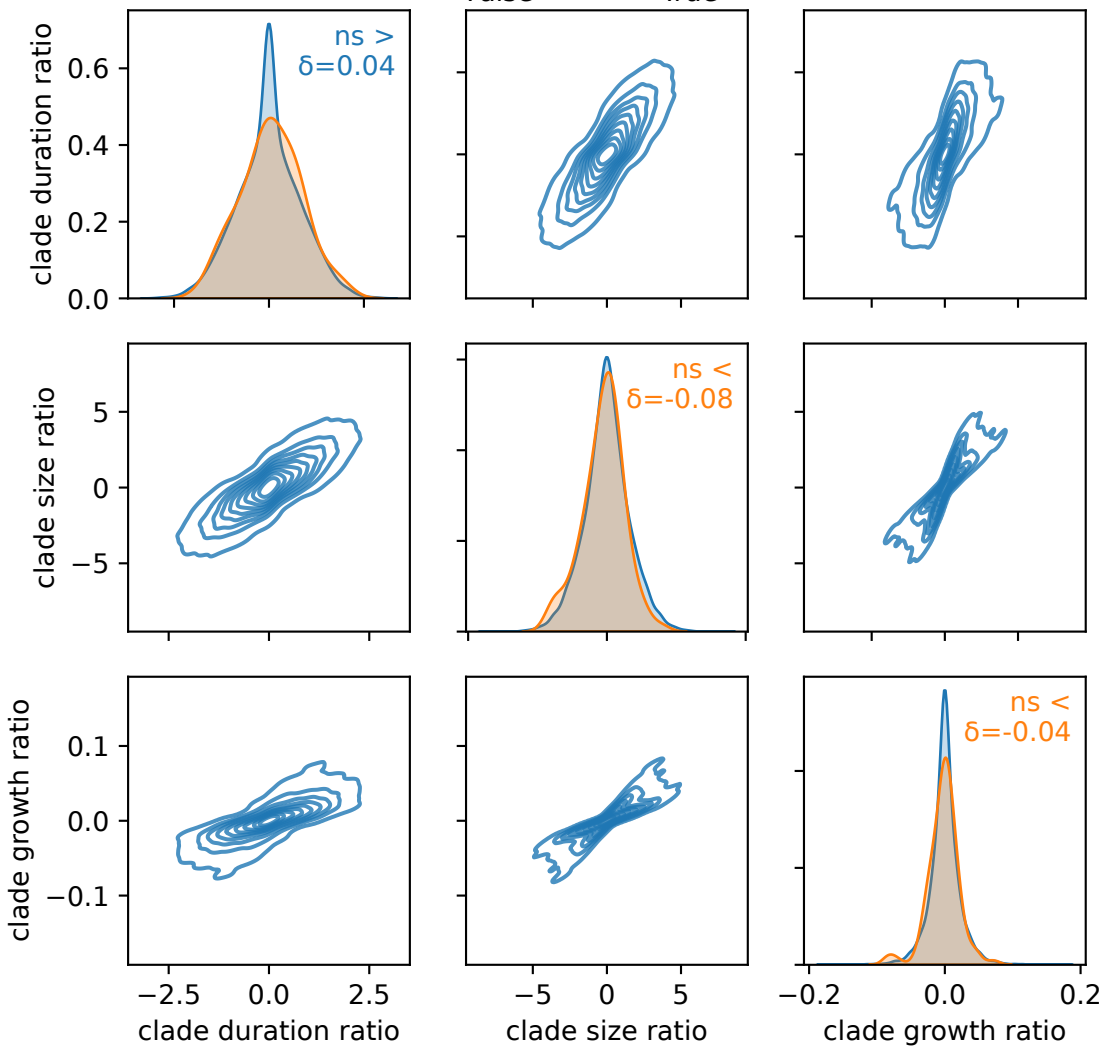 clade duration ratio
0.6
0.4
0.2
0.0
ns >
δ=0.04
clade size ratio
5
0
−5
ns <
δ=-0.08
clade growth ratio
0.1
0.0
−0.1
ns <
δ=-0.04
−2.5 0.0 2.5
−5 0 5
−0.2 0.0 0.2
clade duration ratio
clade size ratio
clade growth ratio